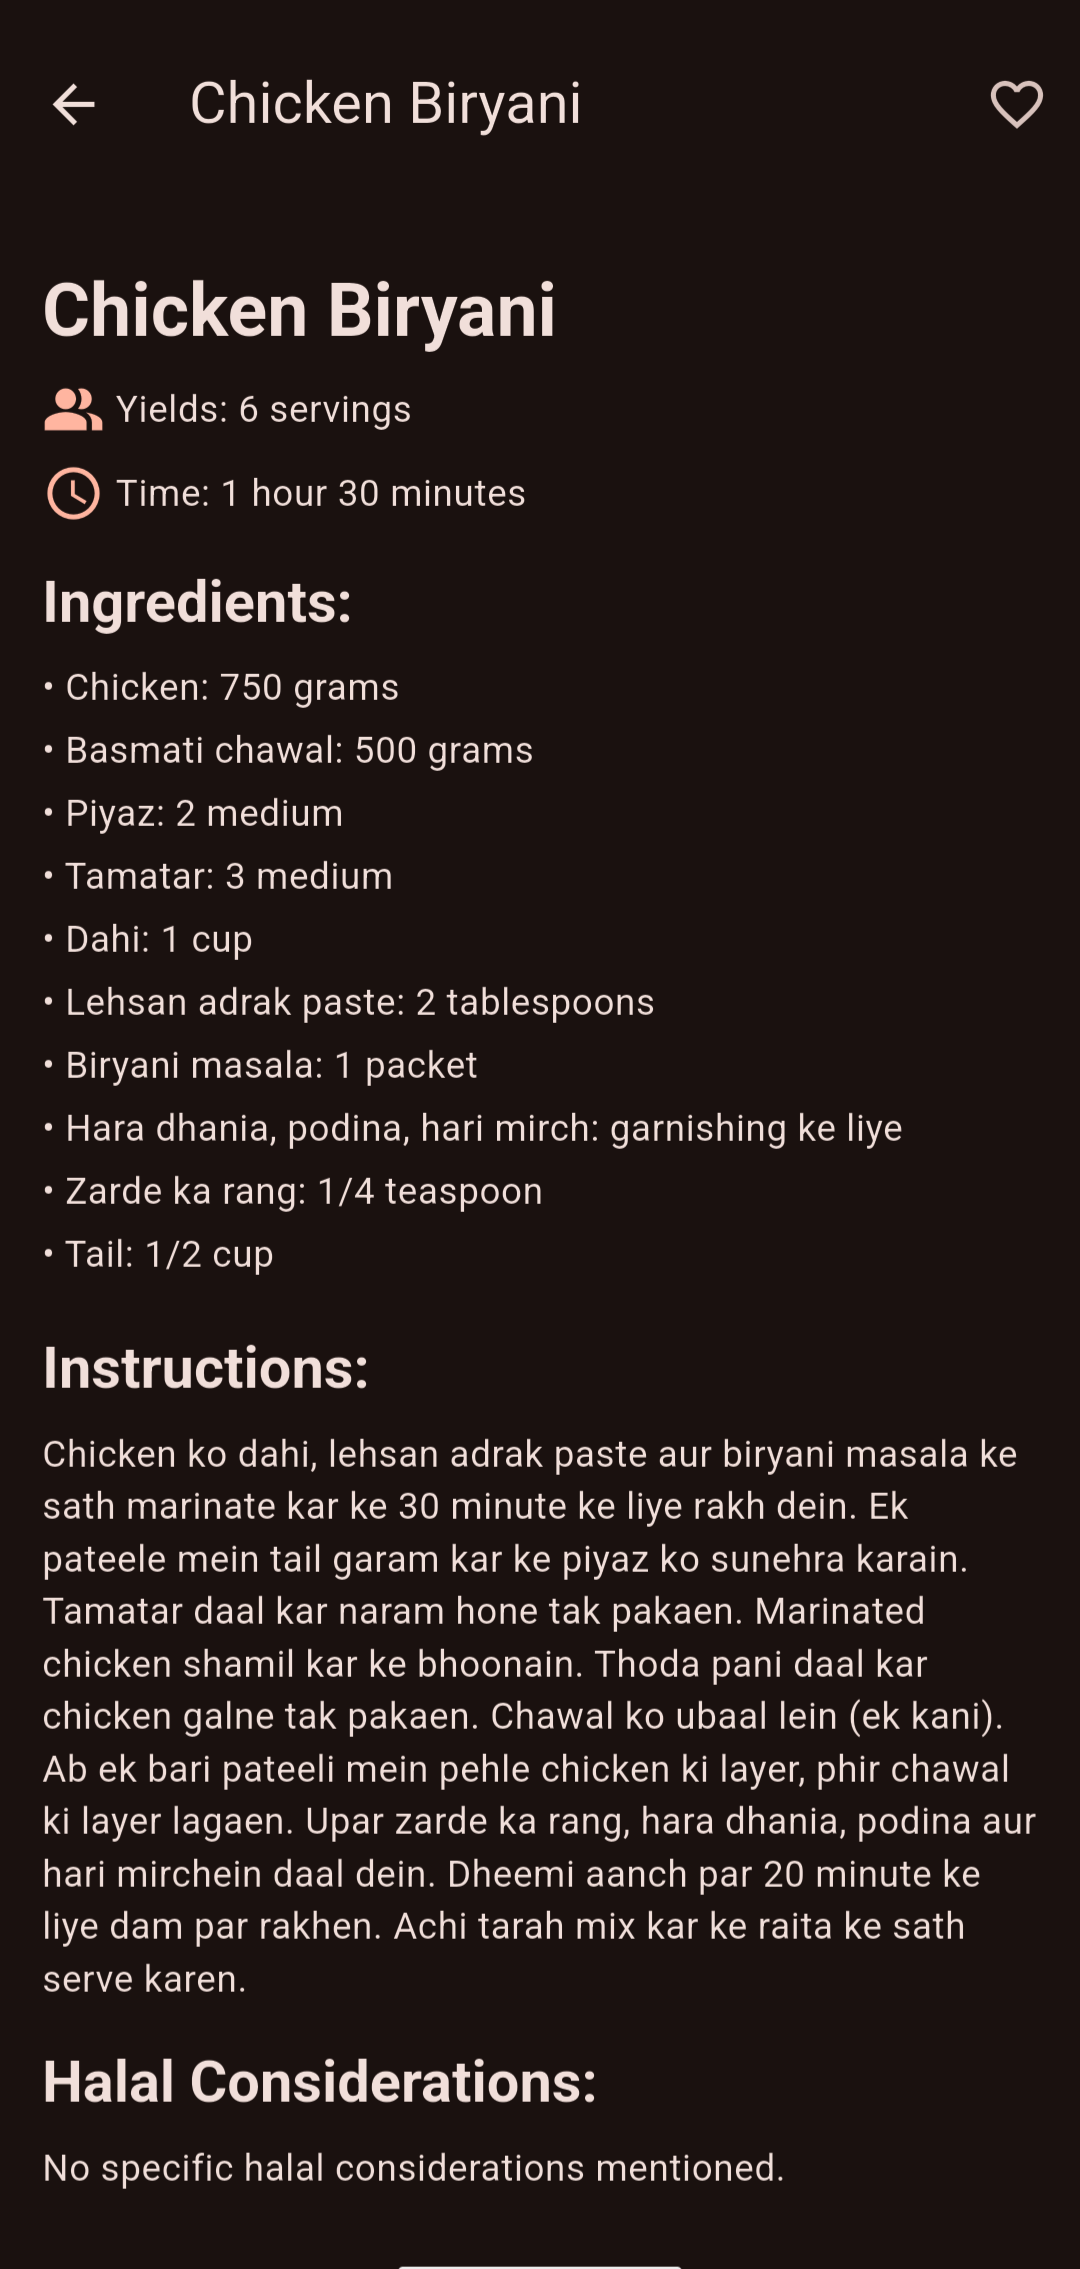 Chicken Biryani
Chicken Biryani
Yields: 6 servings
Time: 1 hour 30 minutes
Ingredients:
• Chicken: 750 grams
• Basmati chawal: 500 grams
• Piyaz: 2 medium
• Tamatar: 3 medium
• Dahi: 1 cup
• Lehsan adrak paste: 2 tablespoons
• Biryani masala: 1 packet
• Hara dhania, podina, hari mirch: garnishing ke liye
• Zarde ka rang: 1/4 teaspoon
• Tail: 1/2 cup
Instructions:
Chicken ko dahi, lehsan adrak paste aur biryani masala ke
sath marinate kar ke 30 minute ke liye rakh dein. Ek
pateele mein tail garam kar ke piyaz ko sunehra karain.
Tamatar daal kar naram hone tak pakaen. Marinated
chicken shamil kar ke bhoonain. Thoda pani daal kar
chicken galne tak pakaen. Chawal ko ubaal lein (ek kani).
Ab ek bari pateeli mein pehle chicken ki layer, phir chawal
ki layer lagaen. Upar zarde ka rang, hara dhania, podina aur
hari mirchein daal dein. Dheemi aanch par 20 minute ke
liye dam par rakhen. Achi tarah mix kar ke raita ke sath
serve karen.
Halal Considerations:
No specific halal considerations mentioned.